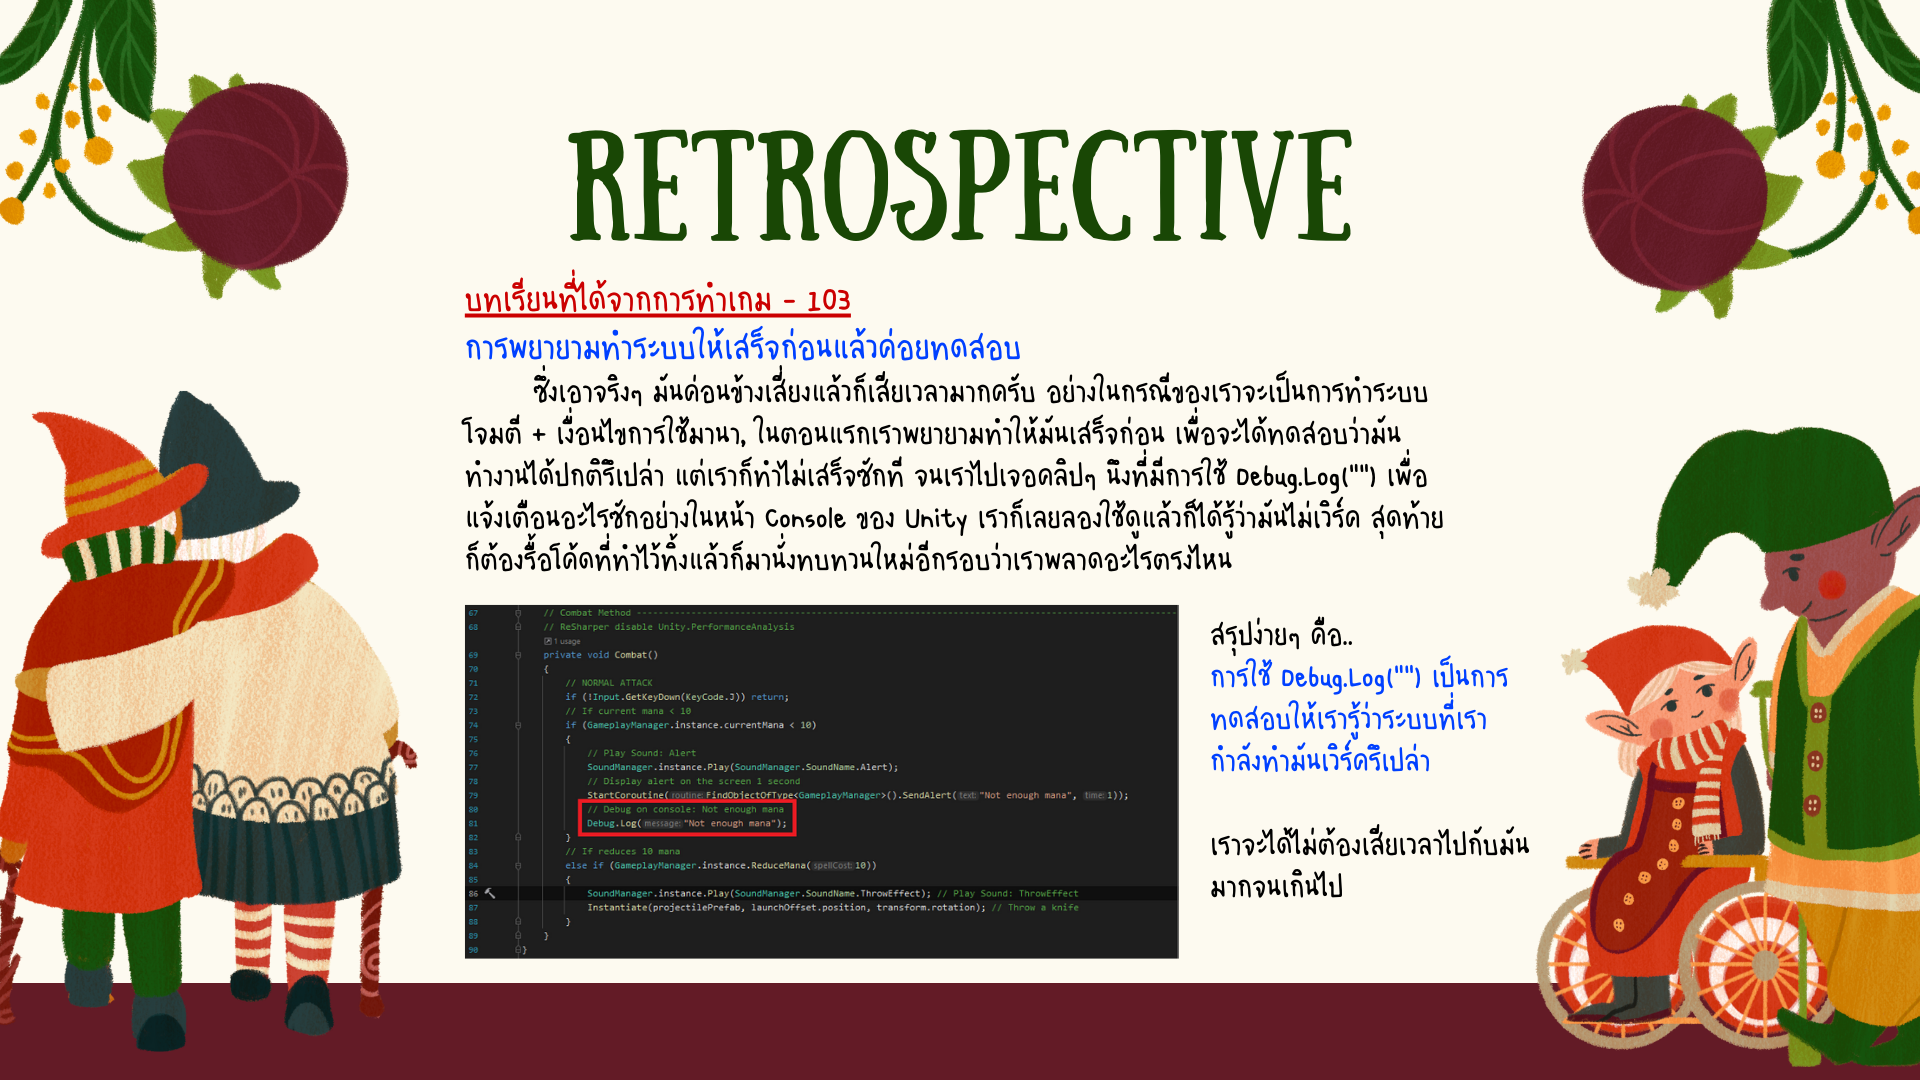 RETROSPECTIVE
บทเรียนที่ได้จากการทำเกม - 103
การพยายามทำระบบให้เสร็จก่อนแล้วค่อยทดสอบ
ซึ่งเอาจริงๆ มันค่อนข้างเสี่ยงแล้วก็เสียเวลามากครับ อย่างในกรณีของเราจะเป็นการทำระบบ
โจมตี + เงื่อนไขการใช้มานา, ในตอนแรกเราพยายามทำให้มันเสร็จก่อน เพื่อจะได้ทดสอบว่ามัน
ทำงานได้ปกติรึเปล่า แต่เราก็ทำไม่เสร็จซักที จนเราไปเจอคลิปๆ นึงที่มีการใช้ Debug.Log("") เพื่อ
แจ้งเตือนอะไรซักอย่างในหน้า Console ของ Unity เราก็เลยลองใช้ดูแล้วก็ได้รู้ว่ามันไม่เวิร์ค สุดท้าย
ก็ต้องรื้อโค้ดที่ทำไว้ทิ้งแล้วก็มานั่งทบทวนใหม่อีกรอบว่าเราพลาดอะไรตรงไหน
67 // Combat Method ----------------------------------------------------------------------------------------------------
68 // ReSharper disable Unity.PerformanceAnalysis
1 usage
69 private void Combat()
70 {
71 // NORMAL ATTACK
72 if (!Input.GetKeyDown(KeyCode.J)) return;
73 // If current mana < 10
74 if (GameplayManager.instance.currentMana < 10)
75 {
76 // Play Sound: Alert
77 SoundManager.instance.Play(SoundManager.SoundName.Alert);
78 // Display alert on the screen 1 second
79 StartCoroutine(routine: FindObjectOfType<GameplayManager>().SendAlert(text: "Not enough mana", time: 1));
80 // Debug on console: Not enough mana
81 Debug.Log(message: "Not enough mana");
82 }
83 // If reduces 10 mana
84 else if (GameplayManager.instance.ReduceMana(spellCost: 10))
85 {
86 SoundManager.instance.Play(SoundManager.SoundName.ThrowEffect); // Play Sound: ThrowEffect
87 Instantiate(projectilePrefab, launchOffset.position, transform.rotation); // Throw a knife
88 }
89 }
90 }
สรุปง่ายๆ คือ..
การใช้ Debug.Log("") เป็นการ
ทดสอบให้เรารู้ว่าระบบที่เรา
กำลังทำมันเวิร์ครึเปล่า
เราจะได้ไม่ต้องเสียเวลาไปกับมัน
มากจนเกินไป